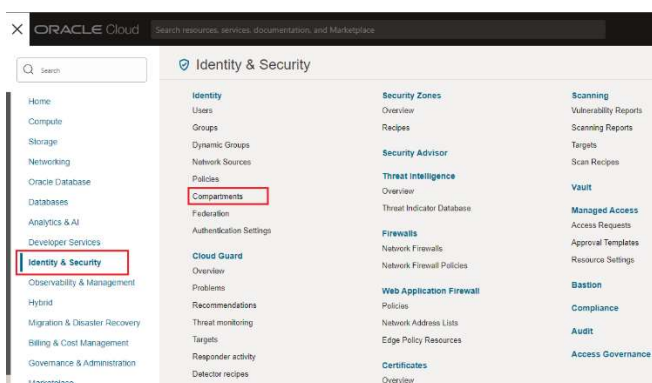 ORACLE Cloud
Search resources, services, documentation, and Marketplace
Search
Home
Compute
Storage
Networking
Oracle Database
Databases
Analytics & AI
Developer Services
Identity & Security
Observability & Management
Hybrid
Migration & Disaster Recovery
Billing & Cost Management
Governance & Administration
Marketplace
Identity & Security
Identity
Users
Groups
Dynamic Groups
Network Sources
Policies
Compartments
Federation
Authentication Settings
Cloud Guard
Overview
Problems
Recommendations
Threat monitoring
Targets
Responder activity
Detector recipes
Security Zones
Overview
Recipes
Security Advisor
Threat Intelligence
Overview
Threat Indicator Database
Firewalls
Network Firewalls
Network Firewall Policies
Web Application Firewall
Policies
Network Address Lists
Edge Policy Resources
Certificates
Overview
Scanning
Vulnerability Reports
Scanning Reports
Targets
Scan Recipes
Vault
Managed Access
Access Requests
Approval Templates
Resource Settings
Bastion
Compliance
Audit
Access Governance